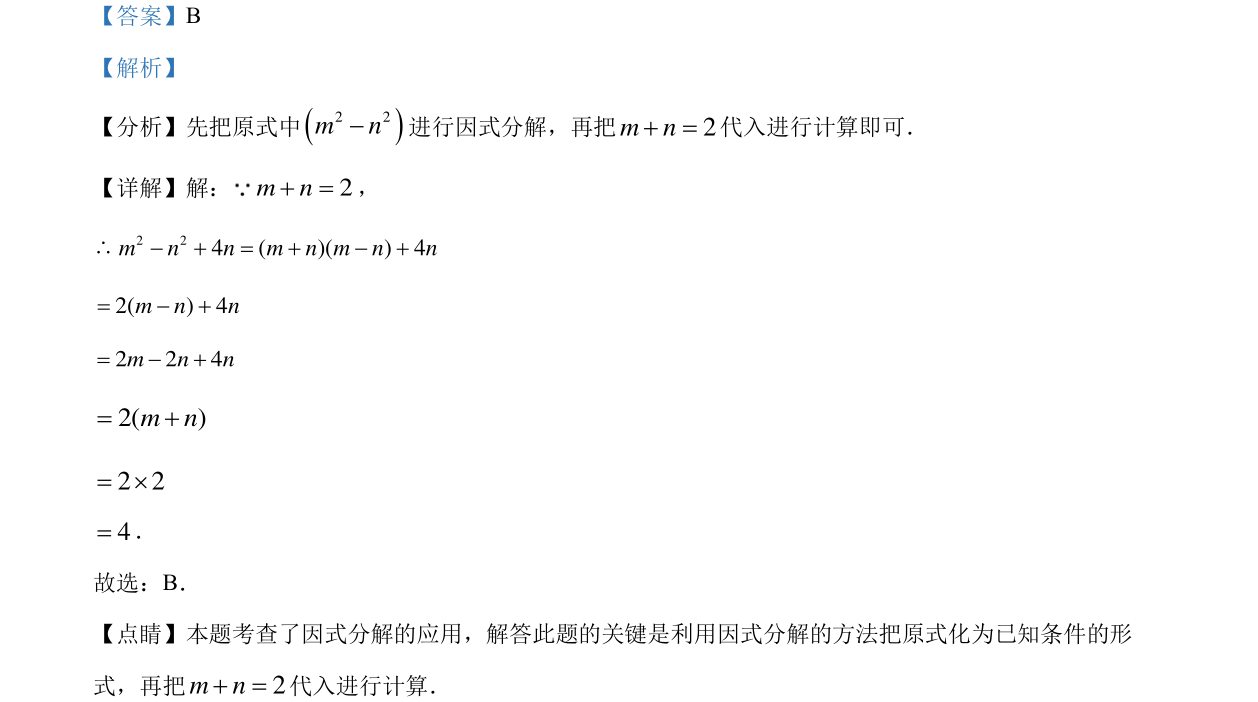 【答案】B
【解析】
【分析】先把原式中(m² − n²)进行因式分解，再把 m + n = 2 代入进行计算即可．
【详解】解：∵ m + n = 2，
∴ m² − n² + 4n = (m + n)(m − n) + 4n
= 2(m − n) + 4n
= 2m − 2n + 4n
= 2(m + n)
= 2 × 2
= 4．
故选：B．
【点睛】本题考查了因式分解的应用，解答此题的关键是利用因式分解的方法把原式化为已知条件的形
式，再把 m + n = 2 代入进行计算．